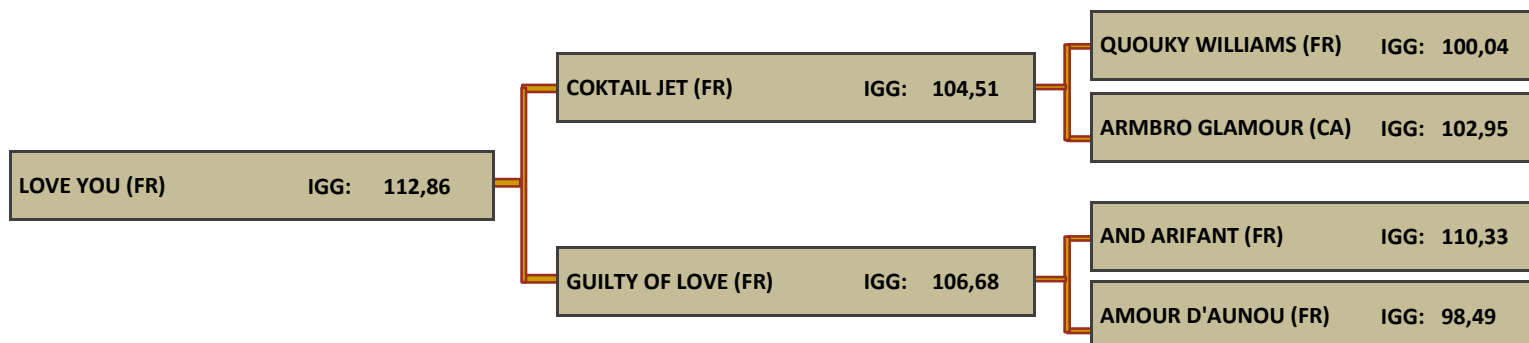 QUOUKY WILLIAMS (FR) IGG: 100,04
COKTAIL JET (FR) IGG: 104,51
ARMBRO GLAMOUR (CA) IGG: 102,95
LOVE YOU (FR) IGG: 112,86
AND ARIFANT (FR) IGG: 110,33
GUILTY OF LOVE (FR) IGG: 106,68
AMOUR D'AUNOU (FR) IGG: 98,49